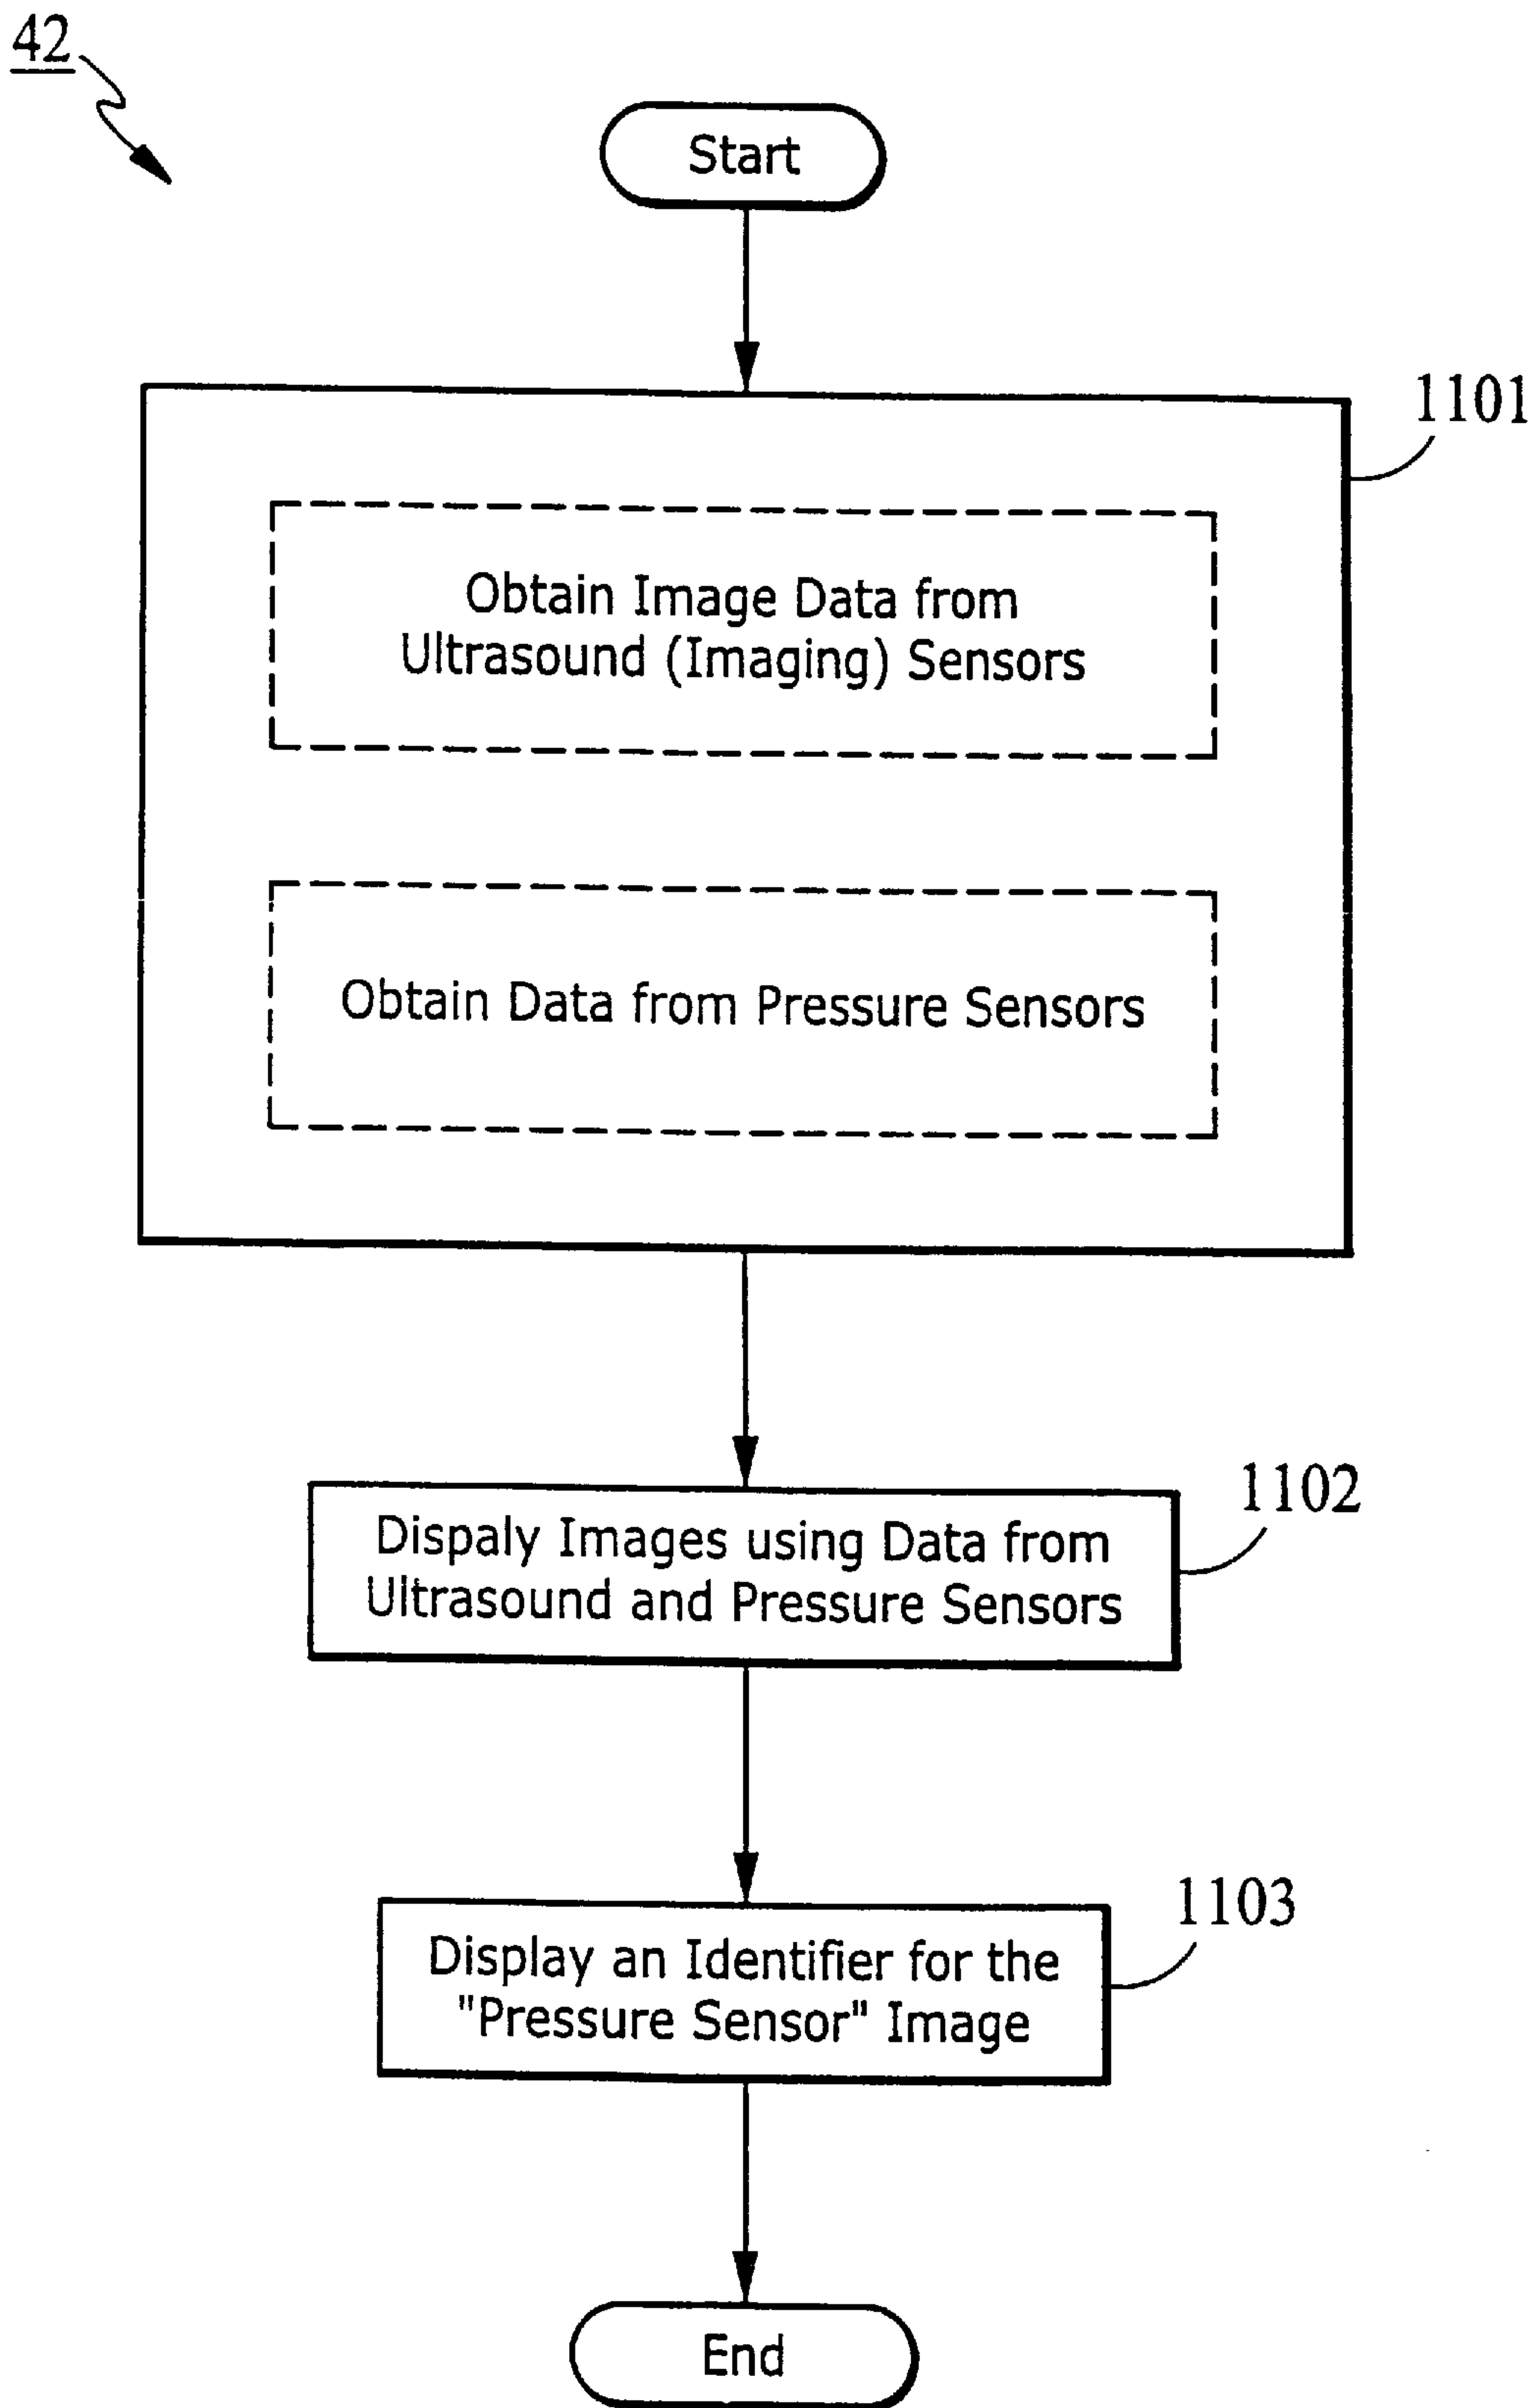 42
Start
1101
Obtain Image Data from
Ultrasound (Imaging) Sensors
Obtain Data from Pressure Sensors
1102
Dispaly Images using Data from
Ultrasound and Pressure Sensors
1103
Display an Identifier for the
"Pressure Sensor" Image
End